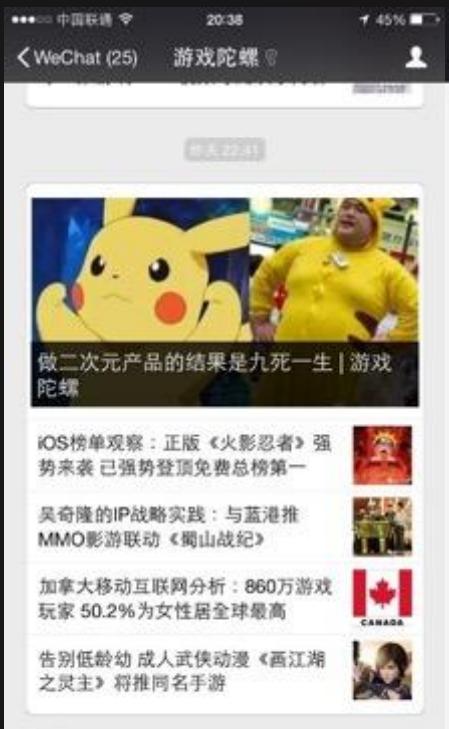 中国联通
20:38
45%
WeChat (25)
游戏陀螺
昨天 22:41
做二次元产品的结果是九死一生 | 游戏
陀螺
iOS榜单观察：正版《火影忍者》强
势来袭 已强势登顶免费总榜第一
吴奇隆的IP战略实践：与蓝港推
MMO影游联动《蜀山战纪》
加拿大移动互联网分析：860万游戏
玩家 50.2%为女性居全球最高
CANADA
告别低龄幼 成人武侠动漫《画江湖
之灵主》将推同名手游